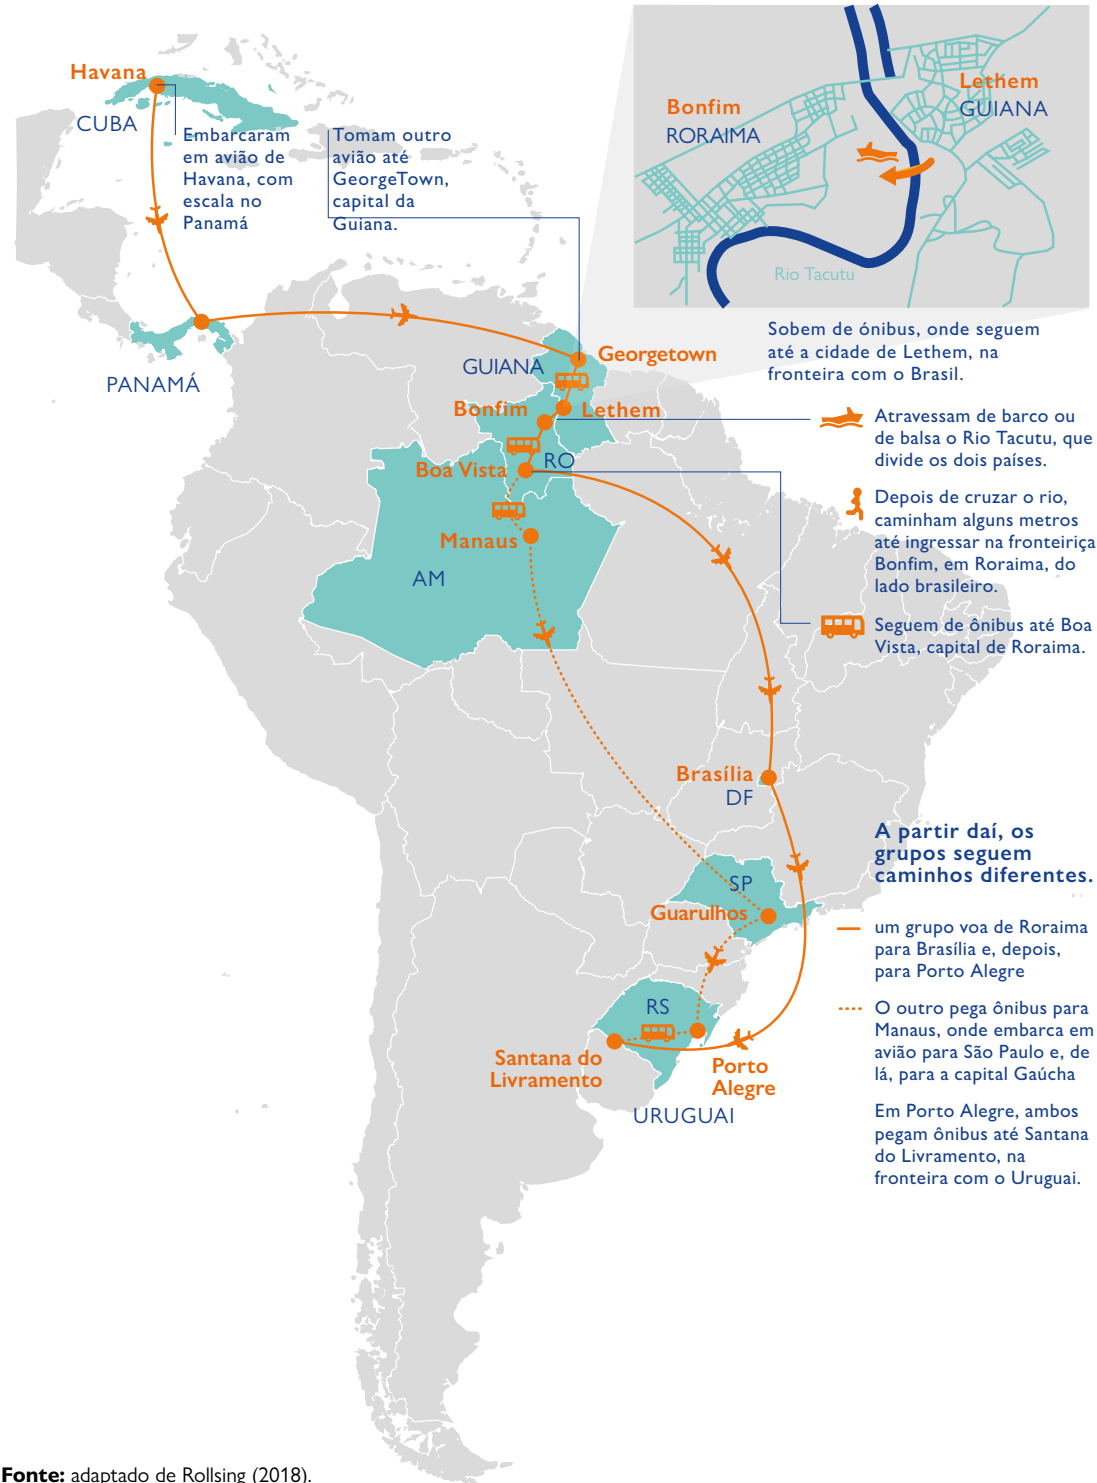 Havana
CUBA
Embarcaram
em avião de
Havana, com
escala no
Panamá
Tomam outro
avião até
GeorgeTown,
capital da
Guiana.
Bonfim
RORAIMA
Lethem
GUIANA
Rio Tacutu
PANAMÁ
GUIANA
Georgetown
Bonfim
Lethem
Boa Vista
RO
Manaus
AM
Sobem de ónibus, onde seguem
até a cidade de Lethem, na
fronteira com o Brasil.
Atravessam de barco ou
de balsa o Rio Tacutu, que
divide os dois países.
Depois de cruzar o rio,
caminham alguns metros
até ingressar na fronteiriça
Bonfim, em Roraima, do
lado brasileiro.
Seguem de ônibus até Boa
Vista, capital de Roraima.
Brasília
DF
SP
Guarulhos
RS
Santana do
Livramento
Porto
Alegre
URUGUAI
A partir daí, os
grupos seguem
caminhos diferentes.
um grupo voa de Roraima
para Brasília e, depois,
para Porto Alegre
O outro pega ônibus para
Manaus, onde embarca em
avião para São Paulo e, de
lá, para a capital Gaúcha
Em Porto Alegre, ambos
pegam ônibus até Santana
do Livramento, na
fronteira com o Uruguai.
Fonte: adaptado de Rollsing (2018).